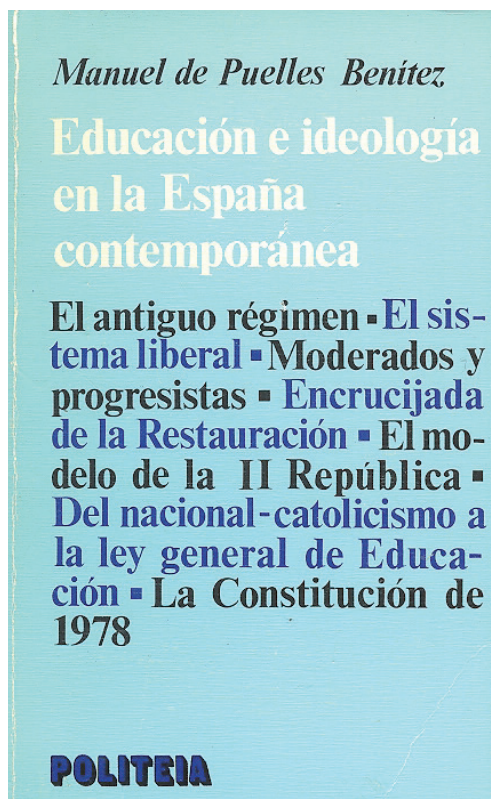 Manuel de Puelles Benítez
Educación e ideología
en la España
contemporánea
El antiguo régimen ▪ El sis-
tema liberal ▪ Moderados y
progresistas ▪ Encrucijada
de la Restauración ▪ El mo-
delo de la II República ▪
Del nacional-catolicismo a
la ley general de Educa-
ción ▪ La Constitución de
1978
POLITEIA